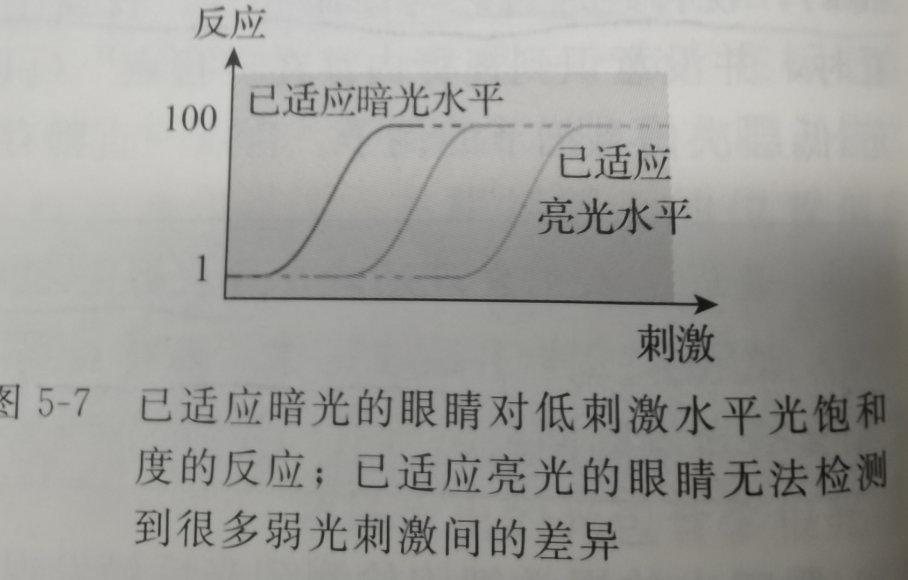 反应
100
已适应暗光水平
已适应
亮光水平
1
刺激
图 5-7 已适应暗光的眼睛对低刺激水平光饱和
度的反应；已适应亮光的眼睛无法检测
到很多弱光刺激间的差异